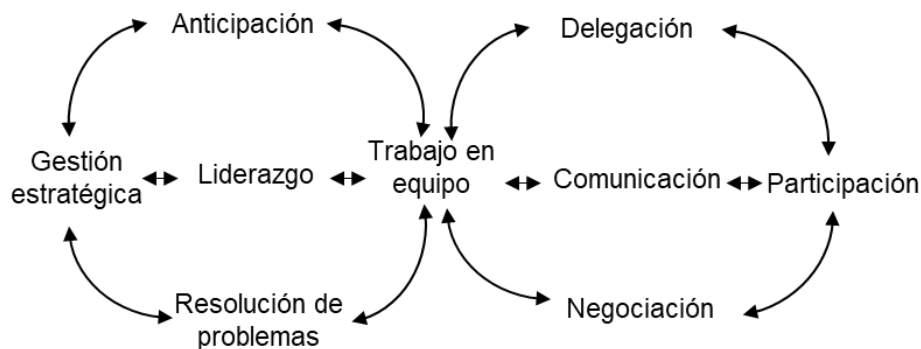 Anticipación
Delegación
Gestión
estratégica
Liderazgo
Trabajo en
equipo
Comunicación
Participación
Resolución de
problemas
Negociación